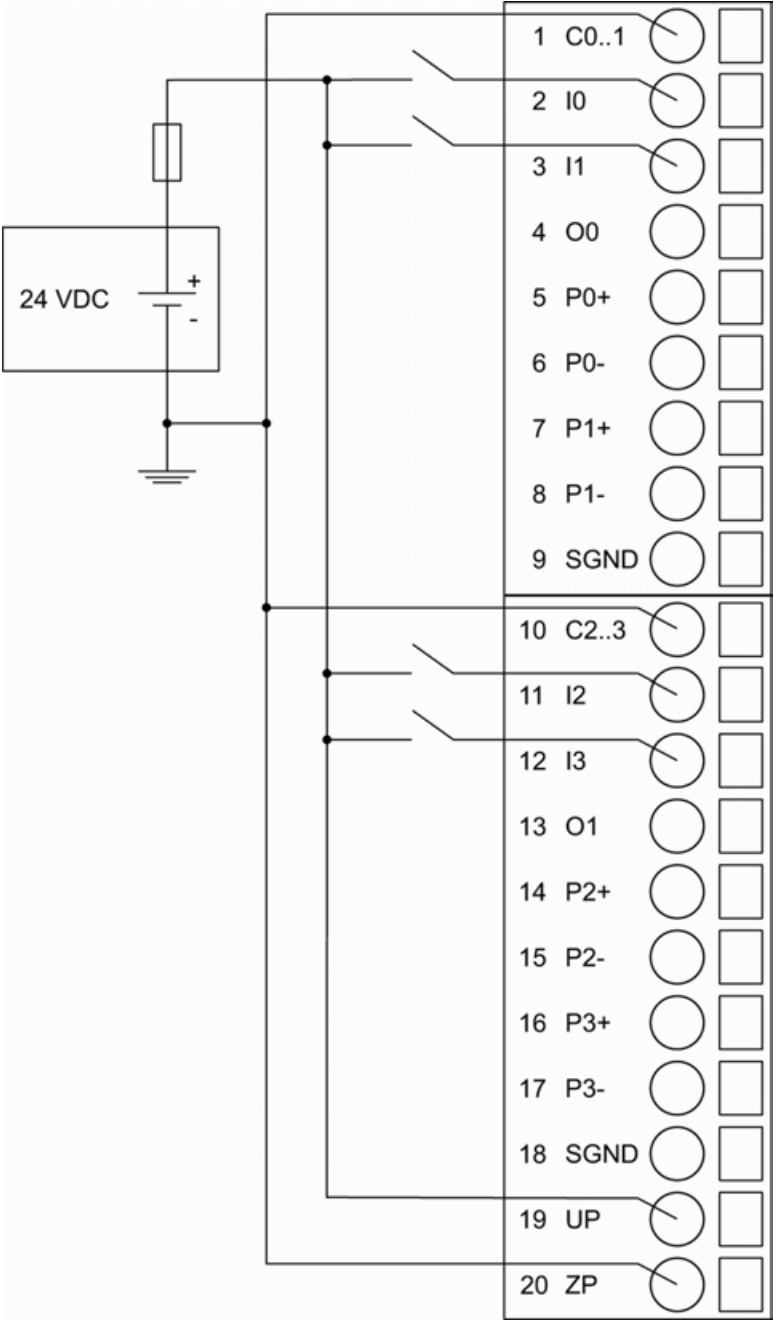 1 C0..1
2 I0
3 I1
4 O0
24 VDC
+
-
5 P0+
6 P0-
7 P1+
8 P1-
9 SGND
10 C2..3
11 I2
12 I3
13 O1
14 P2+
15 P2-
16 P3+
17 P3-
18 SGND
19 UP
20 ZP